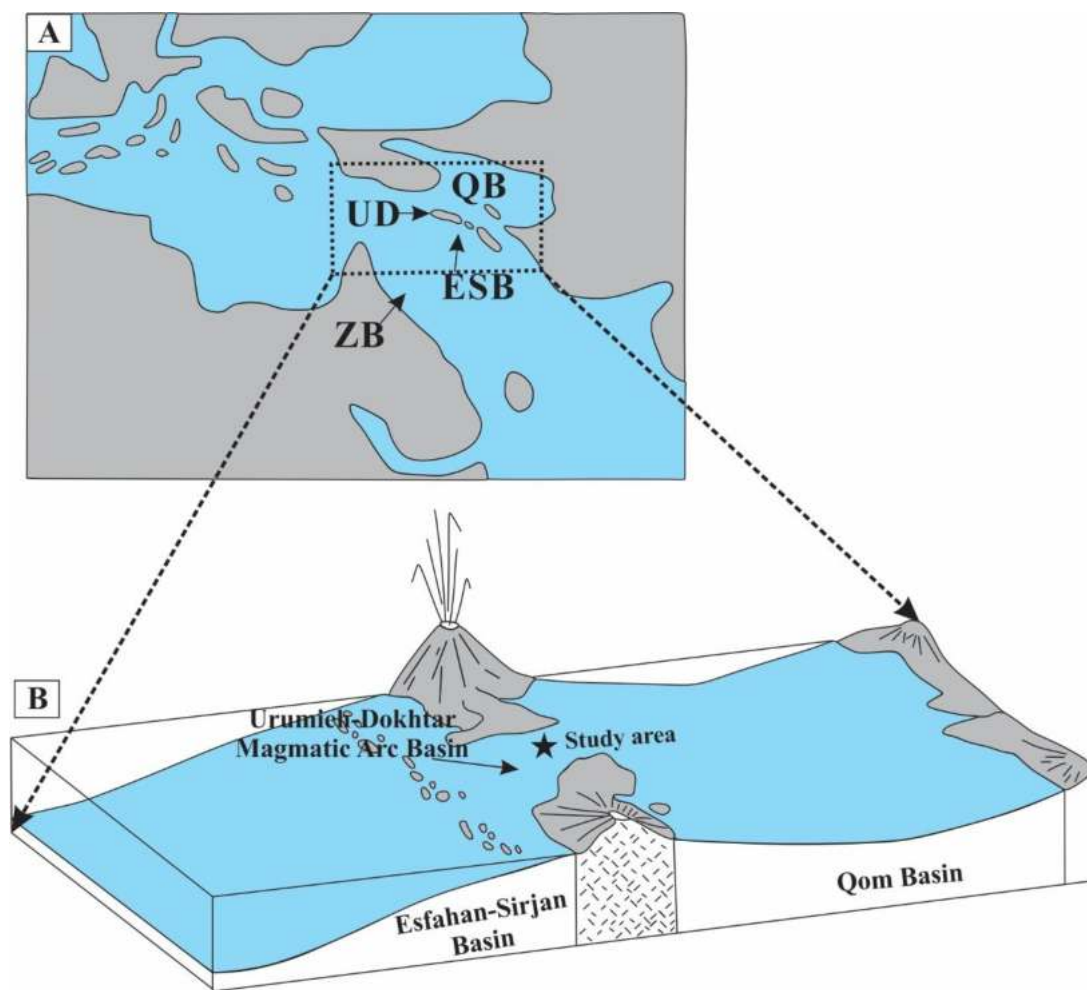 A
QB
UD
ESB
ZB
B
Urumieh-Dokhtar
Magmatic Arc Basin
Study area
Esfahan-Sirjan
Basin
Qom Basin